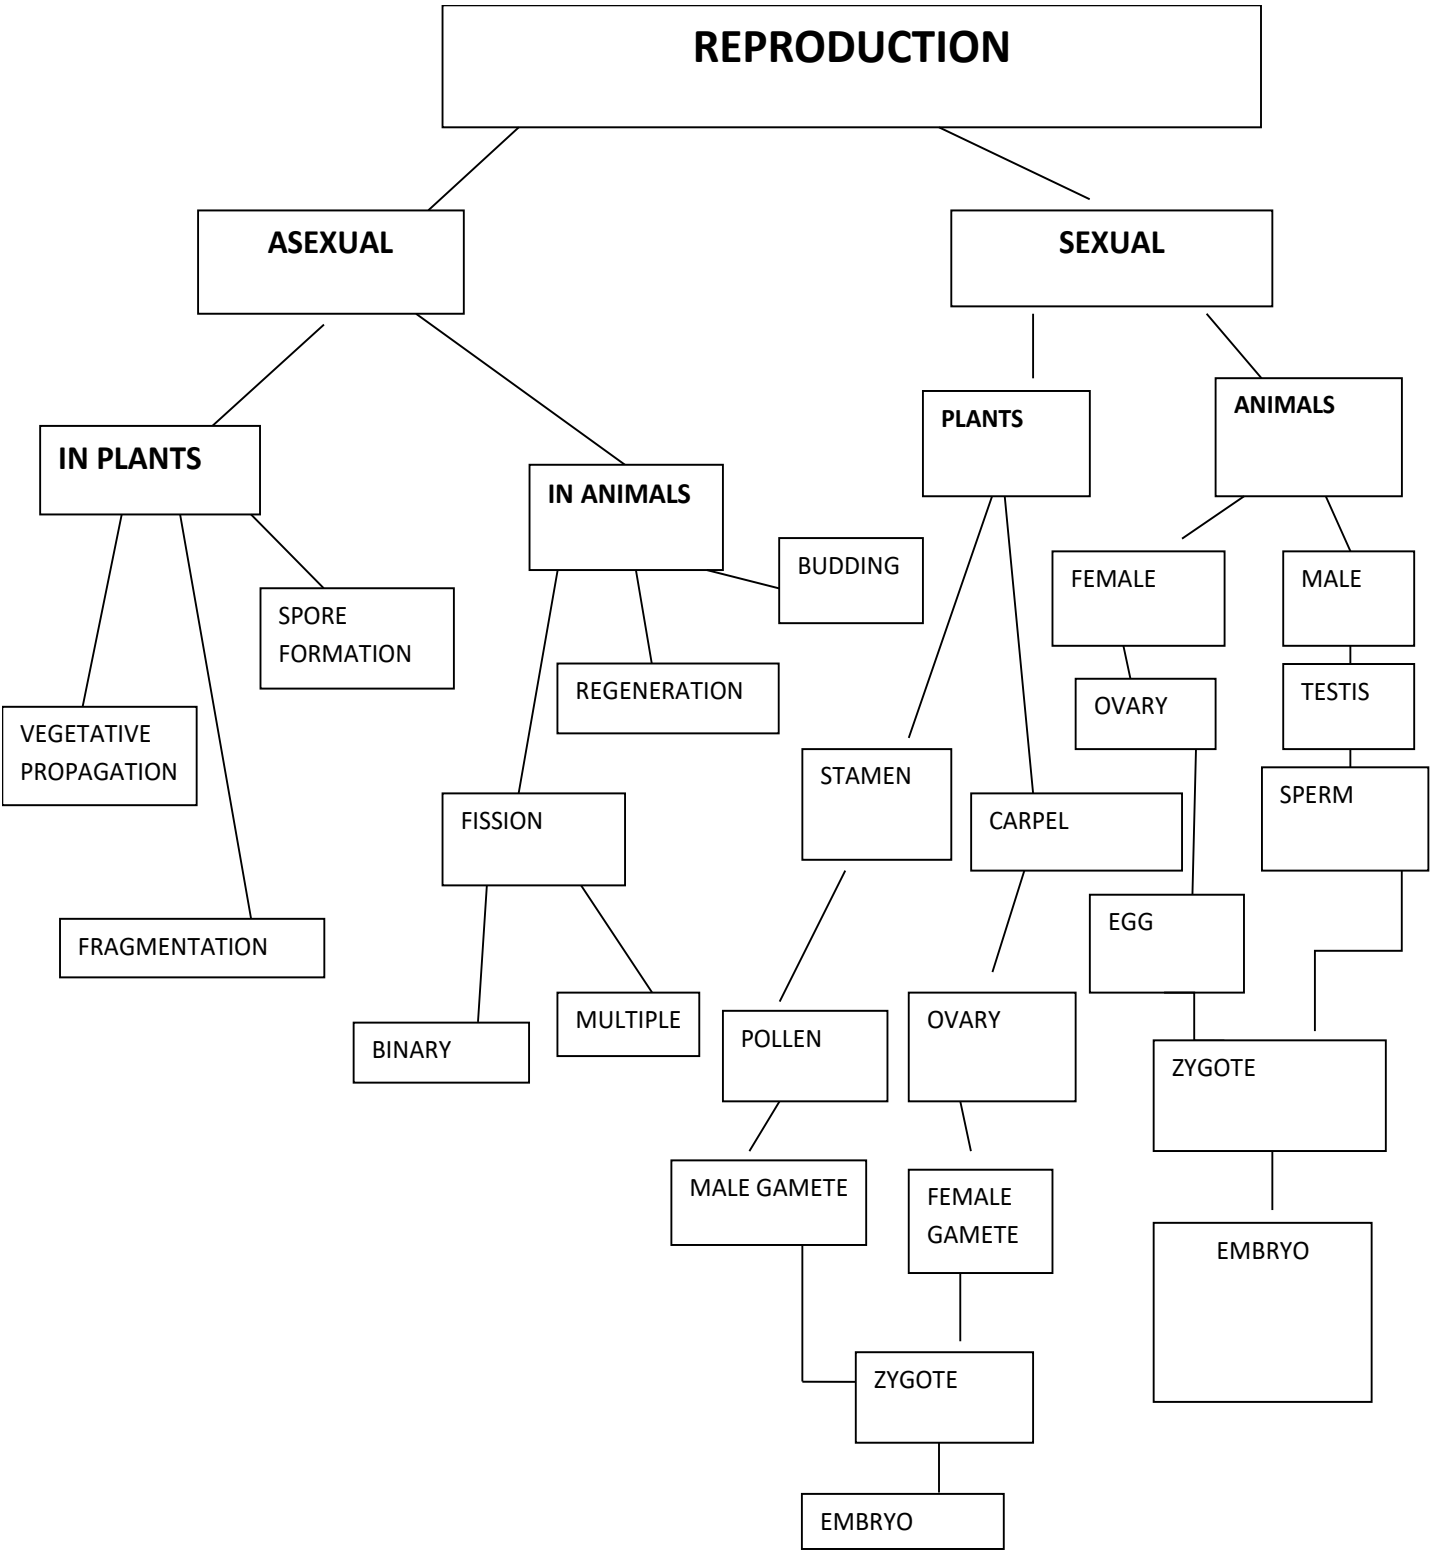 REPRODUCTION
ASEXUAL
SEXUAL
IN PLANTS
IN ANIMALS
PLANTS
ANIMALS
BUDDING
FEMALE
MALE
SPORE
FORMATION
REGENERATION
OVARY
TESTIS
VEGETATIVE
PROPAGATION
STAMEN
SPERM
FISSION
CARPEL
EGG
FRAGMENTATION
MULTIPLE
OVARY
POLLEN
BINARY
ZYGOTE
MALE GAMETE
FEMALE
GAMETE
EMBRYO
ZYGOTE
EMBRYO